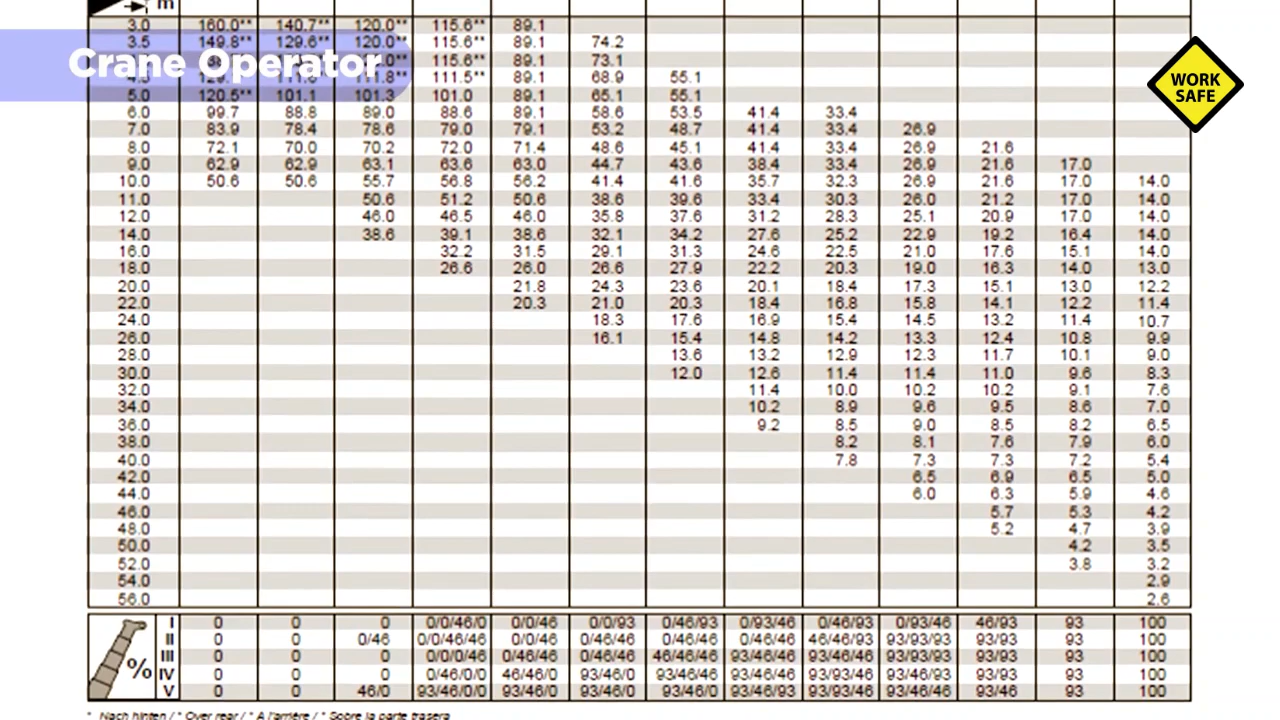 m
3.0 160.0** 140.7** 120.0** 115.6** 89.1
3.5 149.8** 129.6** 120.0** 115.6** 89.1 74.2
115.6** 89.1 73.1
111.5** 89.1 68.9 55.1
Crane Operator
WORK
SAFE
5.0 120.5** 101.1 101.3 101.0 89.1 65.1 55.1
6.0 99.7 88.8 89.0 88.6 89.1 58.6 53.5 41.4 33.4
7.0 83.9 78.4 78.6 79.0 79.1 53.2 48.7 41.4 33.4 26.9
8.0 72.1 70.0 70.2 72.0 71.4 48.6 45.1 41.4 33.4 26.9 21.6
9.0 62.9 62.9 63.1 63.6 63.0 44.7 43.6 38.4 33.4 26.9 21.6 17.0
10.0 50.6 50.6 55.7 56.8 56.2 41.4 41.6 35.7 32.3 26.9 21.6 17.0 14.0
11.0 50.6 51.2 50.6 38.6 39.6 33.4 30.3 26.0 21.2 17.0 14.0
12.0 46.0 46.5 46.0 35.8 37.6 31.2 28.3 25.1 20.9 17.0 14.0
14.0 38.6 39.1 38.6 32.1 34.2 27.6 25.2 22.9 19.2 16.4 14.0
16.0 32.2 31.5 29.1 31.3 24.6 22.5 21.0 17.6 15.1 14.0
18.0 26.6 26.0 26.6 27.9 22.2 20.3 19.0 16.3 14.0 13.0
20.0 21.8 24.3 23.6 20.1 18.4 17.3 15.1 13.0 12.2
22.0 20.3 21.0 20.3 18.4 16.8 15.8 14.1 12.2 11.4
24.0 18.3 17.6 16.9 15.4 14.5 13.2 11.4 10.7
26.0 16.1 15.4 14.8 14.2 13.3 12.4 10.8 9.9
28.0 13.6 13.2 12.9 12.3 11.7 10.1 9.0
30.0 12.0 12.6 11.4 11.4 11.0 9.6 8.3
32.0 11.4 10.0 10.2 10.2 9.1 7.6
34.0 10.2 8.9 9.6 9.5 8.6 7.0
36.0 9.2 8.5 9.0 8.5 8.2 6.5
38.0 8.2 8.1 7.6 7.9 6.0
40.0 7.8 7.3 7.3 7.2 5.4
42.0 6.5 6.9 6.5 5.0
44.0 6.0 6.3 5.9 4.6
46.0 5.7 5.3 4.2
48.0 5.2 4.7 3.9
50.0 4.2 3.5
52.0 3.8 3.2
54.0 2.9
56.0 2.6
I 0 0 0 0/0/46/0 0/0/46 0/0/93 0/46/93 0/93/46 0/46/93 0/93/46 46/93 93 100
II 0 0 0/46 0/0/46/46 0/0/46 0/46/46 0/46/46 0/46/46 46/46/93 93/93/93 93/93 93 100
III 0 0 0 0/0/0/46 0/46/46 0/46/46 46/46/46 93/46/46 93/46/46 93/93/93 93/93 93 100
% IV 0 0 0 0/46/0/0 46/46/0 93/46/0 93/46/46 93/46/46 93/46/46 93/46/46 93/93 93 100
V 0 0 46/0 93/46/0/0 93/46/0 93/46/0 93/46/0 93/46/93 93/93/46 93/46/46 93/46 93 100
* Nach hinten / * Over rear / * A l'arrière / * Sobre la parte trasera